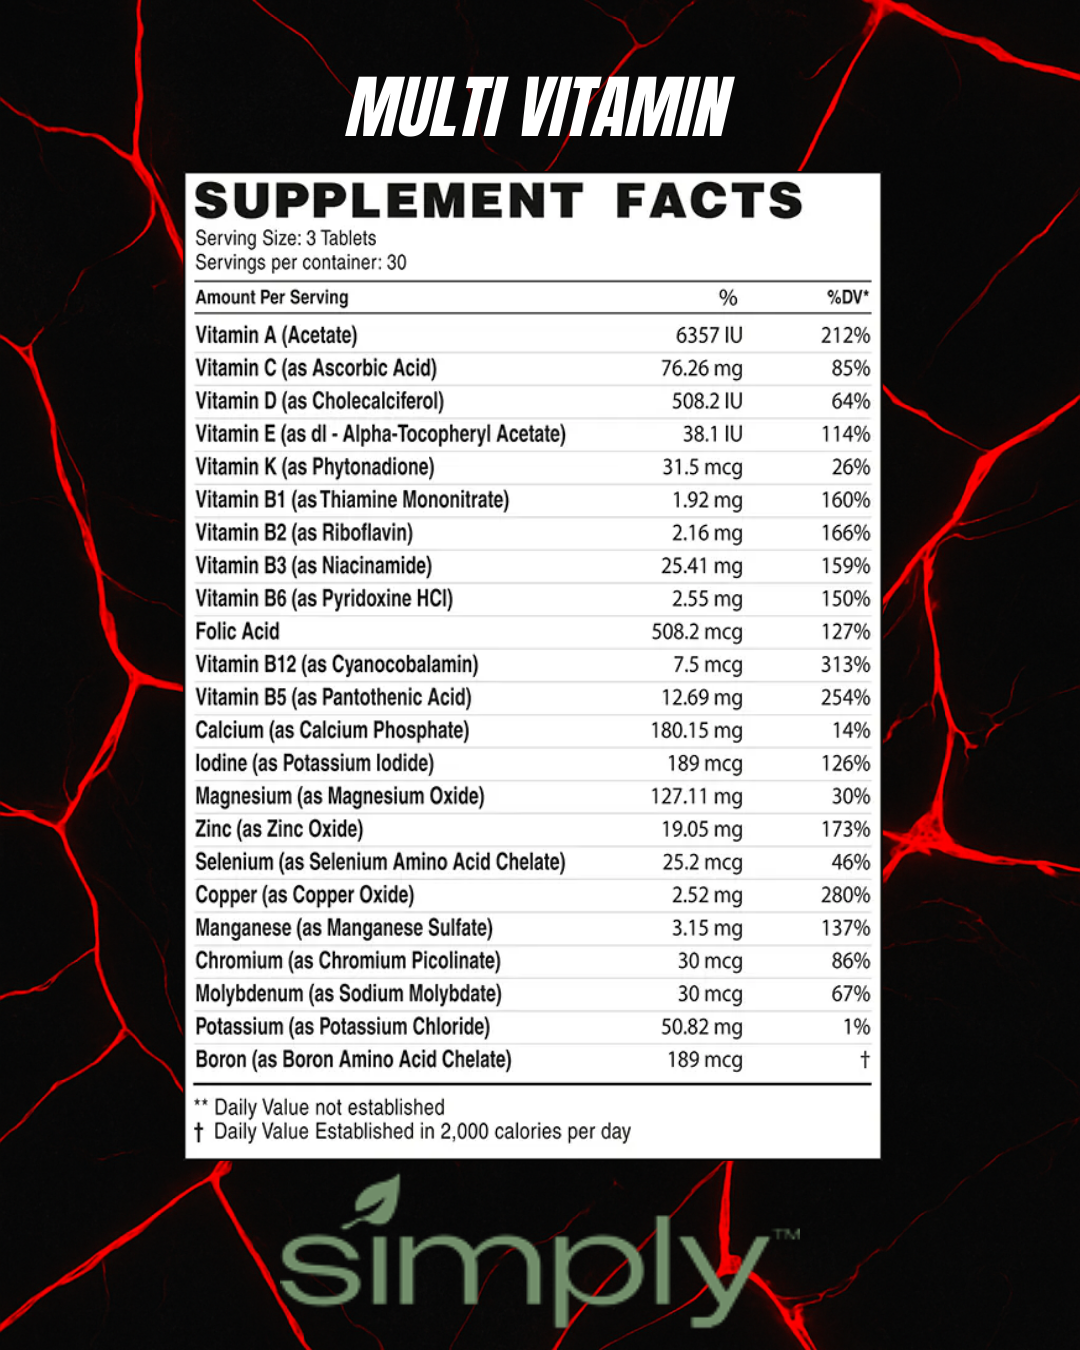 MULTI VITAMIN
SUPPLEMENT FACTS
Serving Size: 3 Tablets
Servings per container: 30
Amount Per Serving % %DV*
Vitamin A (Acetate) 6357 IU 212%
Vitamin C (as Ascorbic Acid) 76.26 mg 85%
Vitamin D (as Cholecalciferol) 508.2 IU 64%
Vitamin E (as dl - Alpha-Tocopheryl Acetate) 38.1 IU 114%
Vitamin K (as Phytonadione) 31.5 mcg 26%
Vitamin B1 (as Thiamine Mononitrate) 1.92 mg 160%
Vitamin B2 (as Riboflavin) 2.16 mg 166%
Vitamin B3 (as Niacinamide) 25.41 mg 159%
Vitamin B6 (as Pyridoxine HCl) 2.55 mg 150%
Folic Acid 508.2 mcg 127%
Vitamin B12 (as Cyanocobalamin) 7.5 mcg 313%
Vitamin B5 (as Pantothenic Acid) 12.69 mg 254%
Calcium (as Calcium Phosphate) 180.15 mg 14%
Iodine (as Potassium Iodide) 189 mcg 126%
Magnesium (as Magnesium Oxide) 127.11 mg 30%
Zinc (as Zinc Oxide) 19.05 mg 173%
Selenium (as Selenium Amino Acid Chelate) 25.2 mcg 46%
Copper (as Copper Oxide) 2.52 mg 280%
Manganese (as Manganese Sulfate) 3.15 mg 137%
Chromium (as Chromium Picolinate) 30 mcg 86%
Molybdenum (as Sodium Molybdate) 30 mcg 67%
Potassium (as Potassium Chloride) 50.82 mg 1%
Boron (as Boron Amino Acid Chelate) 189 mcg †
** Daily Value not established
† Daily Value Established in 2,000 calories per day
simply™